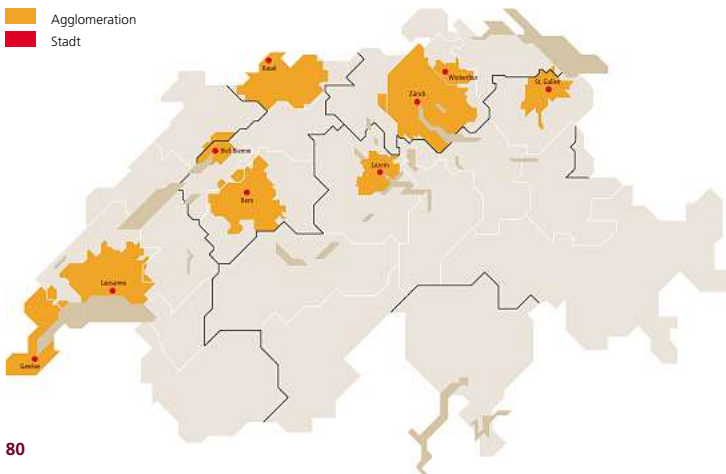 Agglomeration
Stadt
Basel
Winterthur
Zürich
St. Gallen
Biel/Bienne
Luzern
Bern
Lausanne
Genève
80